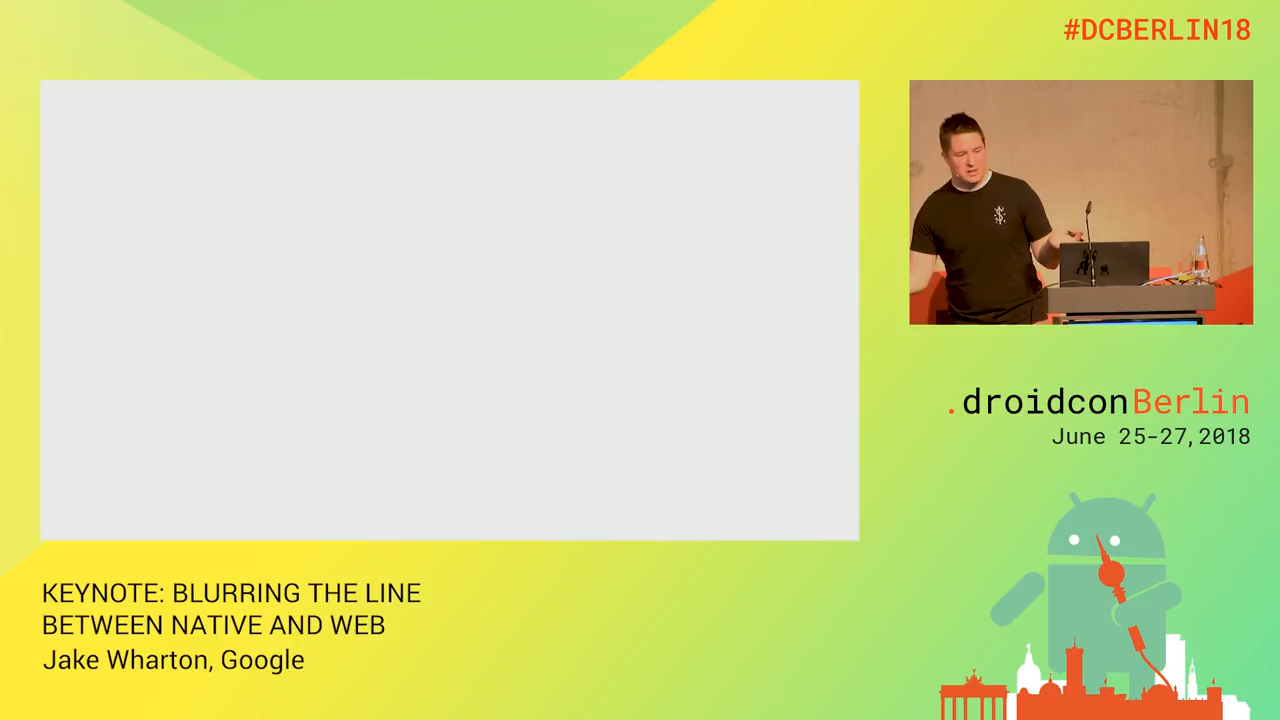 #DCBERLIN18
.droidconBerlin
June 25-27, 2018
KEYNOTE: BLURRING THE LINE
BETWEEN NATIVE AND WEB
Jake Wharton, Google